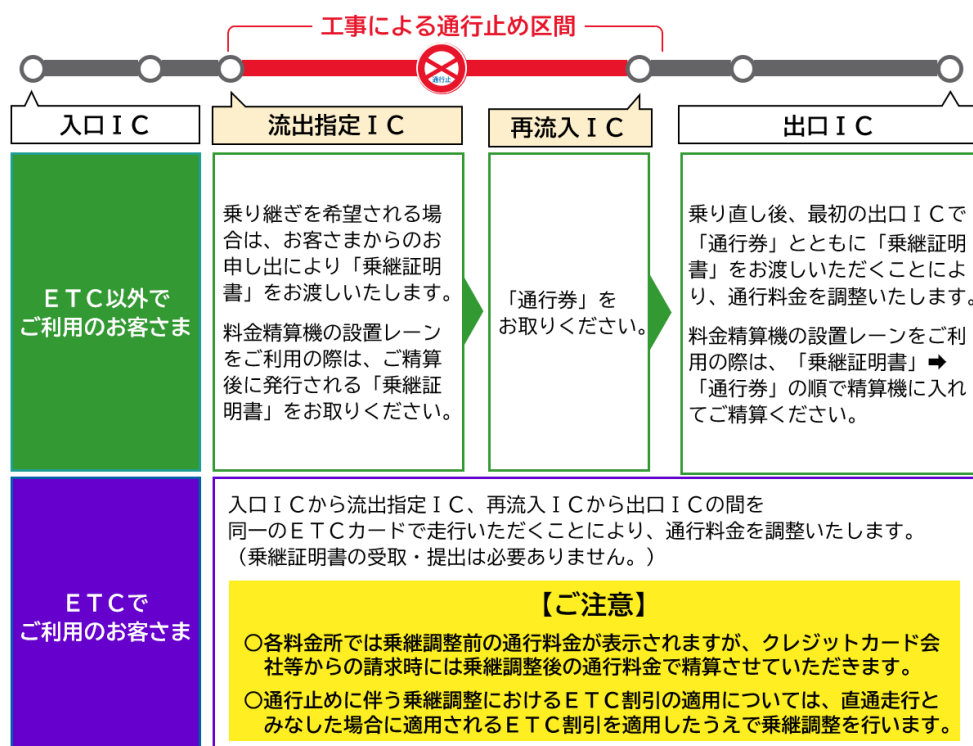 工事による通行止め区間
通行止
入口ＩＣ
流出指定ＩＣ
再流入ＩＣ
出口ＩＣ
ＥＴＣ以外で
ご利用のお客さま
乗り継ぎを希望される場
合は、お客さまからのお
申し出により「乗継証明
書」をお渡しいたします。
料金精算機の設置レーン
をご利用の際は、ご精算
後に発行される「乗継証
明書」をお取りください。
「通行券」を
お取りください。
乗り直し後、最初の出口ＩＣで
「通行券」とともに「乗継証明
書」をお渡しいただくことによ
り、通行料金を調整いたします。
料金精算機の設置レーンをご利
用の際は、「乗継証明書」➡
「通行券」の順で精算機に入れ
てご精算ください。
ＥＴＣで
ご利用のお客さま
入口ＩＣから流出指定ＩＣ、再流入ＩＣから出口ＩＣの間を
同一のＥＴＣカードで走行いただくことにより、通行料金を調整いたします。
（乗継証明書の受取・提出は必要ありません。）
【ご注意】
〇各料金所では乗継調整前の通行料金が表示されますが、クレジットカード会
社等からの請求時には乗継調整後の通行料金で精算させていただきます。
〇通行止めに伴う乗継調整におけるＥＴＣ割引の適用については、直通走行と
みなした場合に適用されるＥＴＣ割引を適用したうえで乗継調整を行います。